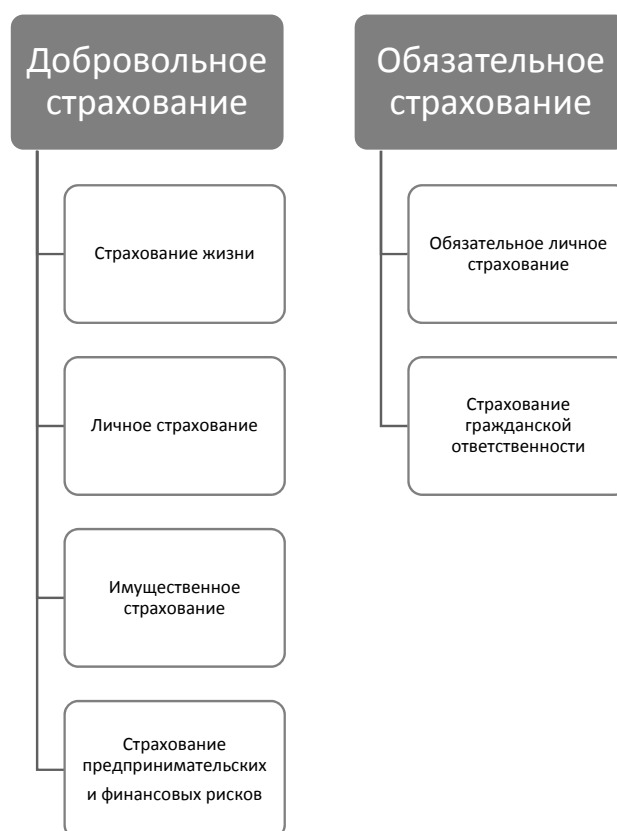 Добровольное
страхование
Страхование жизни
Личное страхование
Имущественное
страхование
Страхование
предпринимательских
и финансовых рисков
Обязательное
страхование
Обязательное личное
страхование
Страхование
гражданской
ответственности